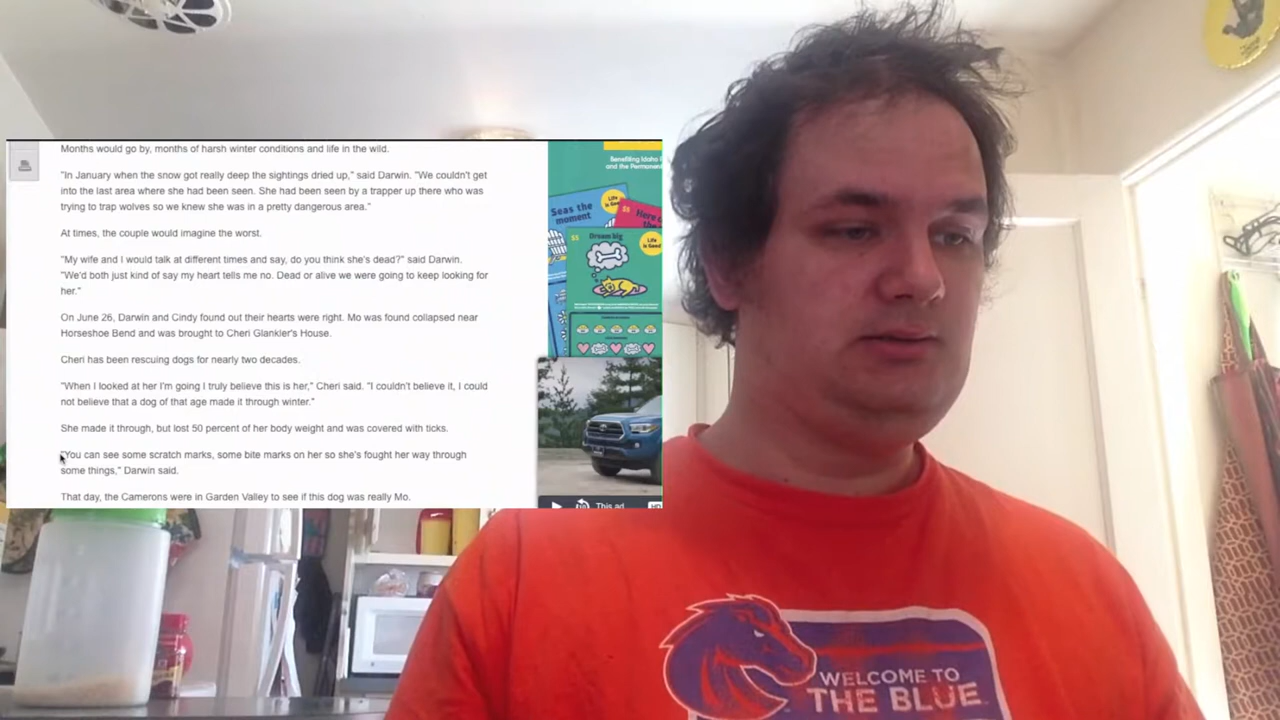 Months would go by, months of harsh winter conditions and life in the wild.
"In January when the snow got really deep the sightings dried up," said Darwin. "We couldn't get
into the last area where she had been seen. She had been seen by a trapper up there who was
trying to trap wolves so we knew she was in a pretty dangerous area."
At times, the couple would imagine the worst.
"My wife and I would talk at different times and say, do you think she's dead?" said Darwin.
"We'd both just kind of say my heart tells me no. Dead or alive we were going to keep looking for
her."
On June 26, Darwin and Cindy found out their hearts were right. Mo was found collapsed near
Horseshoe Bend and was brought to Cheri Glankler's House.
Cheri has been rescuing dogs for nearly two decades.
"When I looked at her I'm going I truly believe this is her," Cheri said. "I couldn't believe it, I could
not believe that a dog of that age made it through winter."
She made it through, but lost 50 percent of her body weight and was covered with ticks.
"You can see some scratch marks, some bite marks on her so she's fought her way through
some things," Darwin said.
That day, the Camerons were in Garden Valley to see if this dog was really Mo.
Benefiting Idaho
and the Permanent
Seas the
moment
Life
is Good
$5
Here
$5
Dream big
Life
is Good
This ad
HD
WELCOME TO
THE BLUE